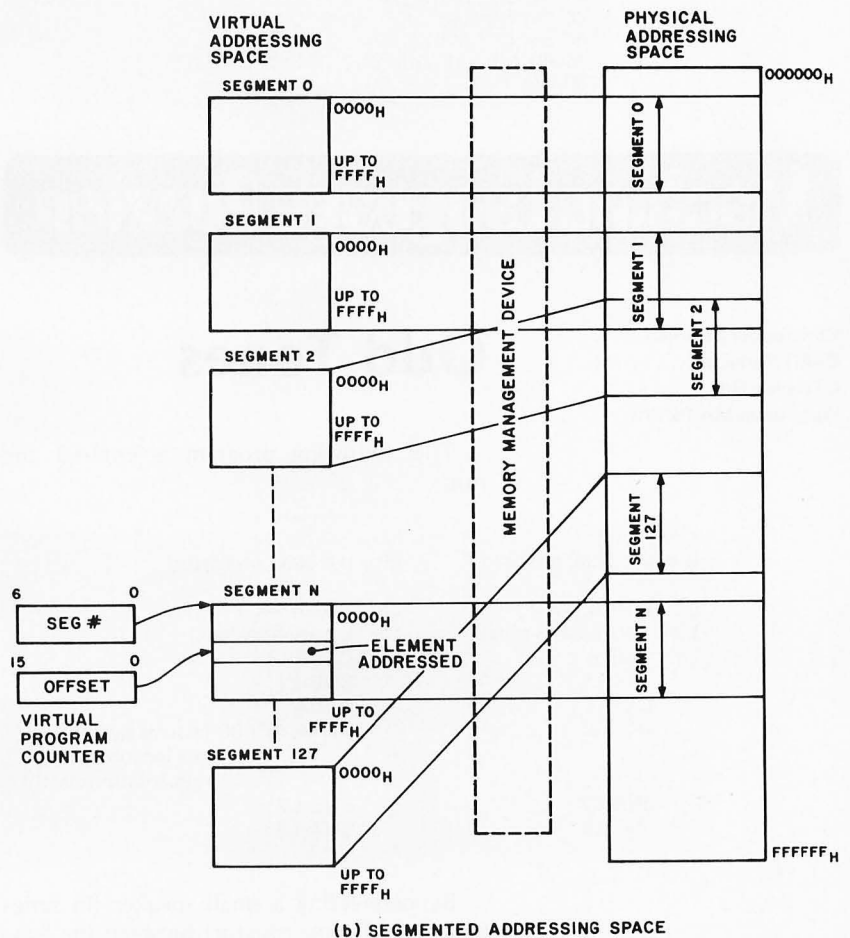 VIRTUAL
ADDRESSING
SPACE
PHYSICAL
ADDRESSING
SPACE
SEGMENT 0
0000H
UP TO
FFFFH
000000H
SEGMENT 0
SEGMENT 1
0000H
UP TO
FFFFH
SEGMENT 1
SEGMENT 2
0000H
UP TO
FFFFH
SEGMENT 2
MEMORY MANAGEMENT DEVICE
SEGMENT
127
SEGMENT N
0000H
ELEMENT
ADDRESSED
UP TO
FFFFH
SEGMENT N
6 0
SEG #
15 0
OFFSET
VIRTUAL
PROGRAM
COUNTER
SEGMENT 127
0000H
UP TO
FFFFH
FFFFFFH
(b) SEGMENTED ADDRESSING SPACE